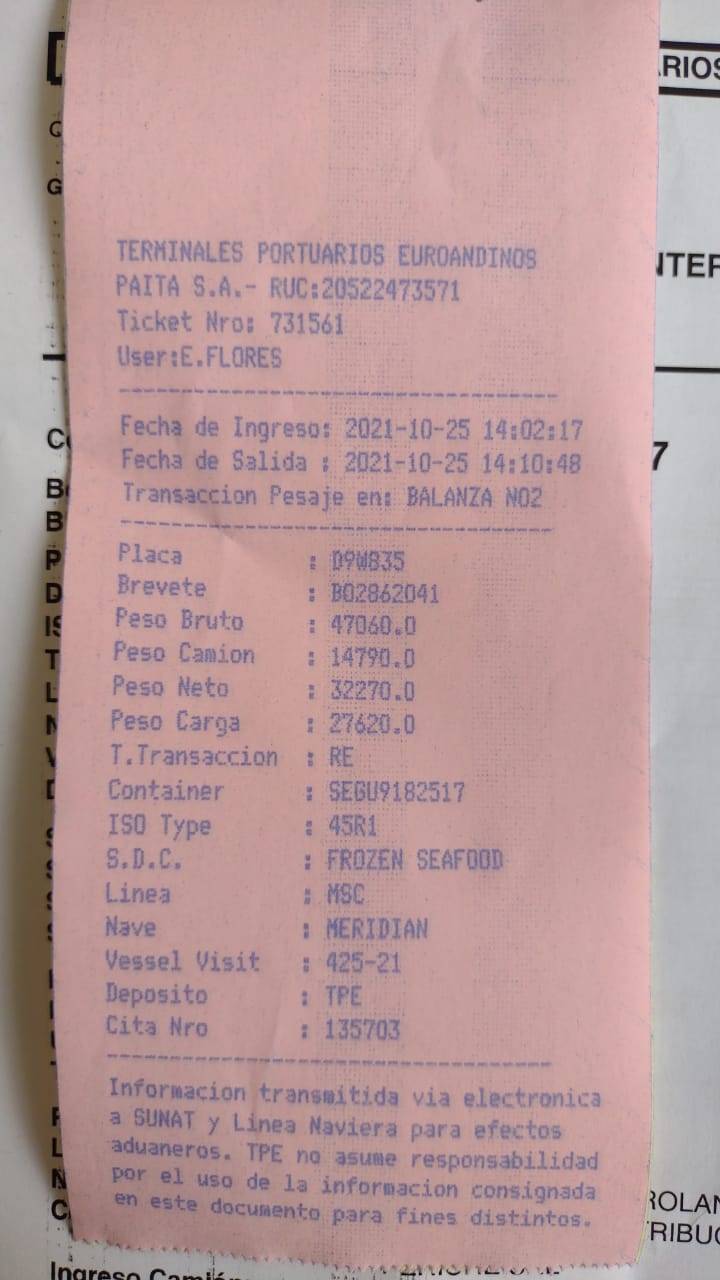 TERMINALES PORTUARIOS EUROANDINOS
PAITA S.A.- RUC:20522473571
Ticket Nro: 731561
User:E.FLORES
Fecha de Ingreso: 2021-10-25 14:02:17
Fecha de Salida : 2021-10-25 14:10:48
Transaccion Pesaje en: BALANZA NO2
Placa : D9W835
Brevete : B02862041
Peso Bruto : 47060.0
Peso Camion : 14790.0
Peso Neto : 32270.0
Peso Carga : 27620.0
T.Transaccion : RE
Container : SEGU9182517
ISO Type : 45R1
S.D.C. : FROZEN SEAFOOD
Linea : MSC
Nave : MERIDIAN
Vessel Visit : 425-21
Deposito : TPE
Cita Nro : 135703
Informacion transmitida via electronica
a SUNAT y Linea Naviera para efectos
aduaneros. TPE no asume responsabilidad
por el uso de la informacion consignada
en este documento para fines distintos.
Ingreso